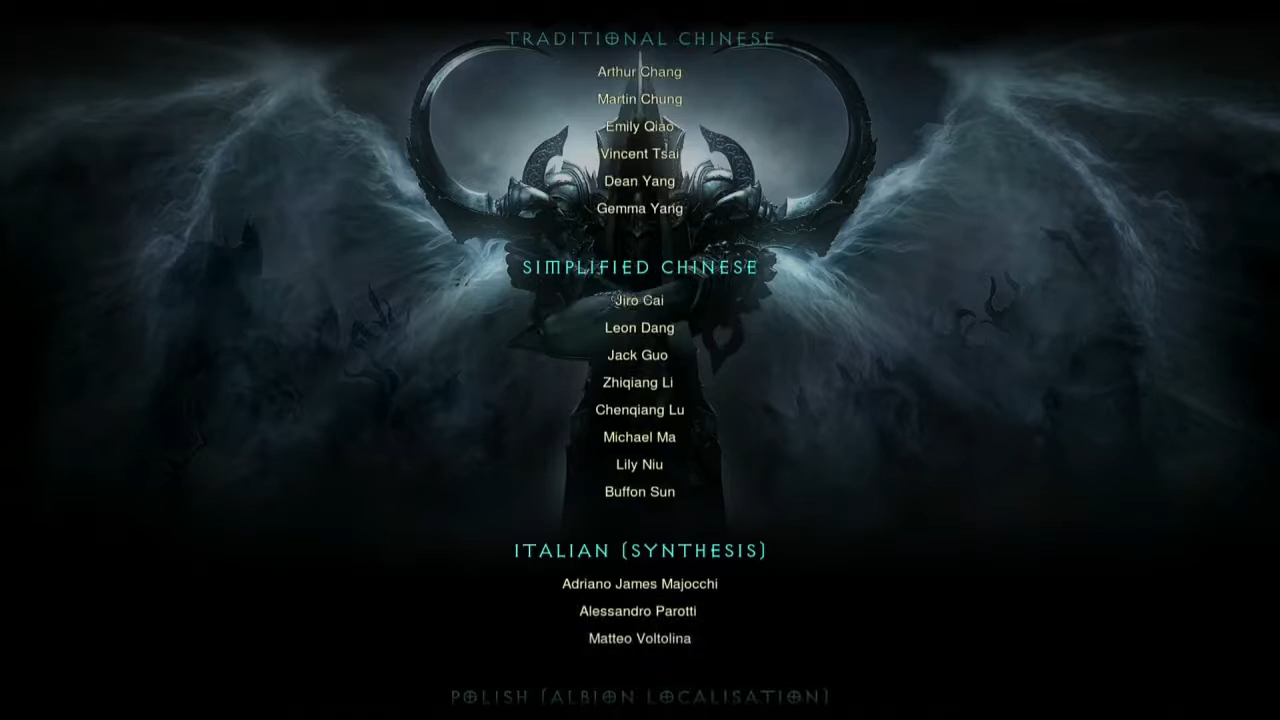 TRADITIONAL CHINESE
Arthur Chang
Martin Chung
Emily Qiao
Vincent Tsai
Dean Yang
Gemma Yang
SIMPLIFIED CHINESE
Jiro Cai
Leon Dang
Jack Guo
Zhiqiang Li
Chenqiang Lu
Michael Ma
Lily Niu
Buffon Sun
ITALIAN (SYNTHESIS)
Adriano James Majocchi
Alessandro Parotti
Matteo Voltolina
POLISH (ALBION LOCALISATION)